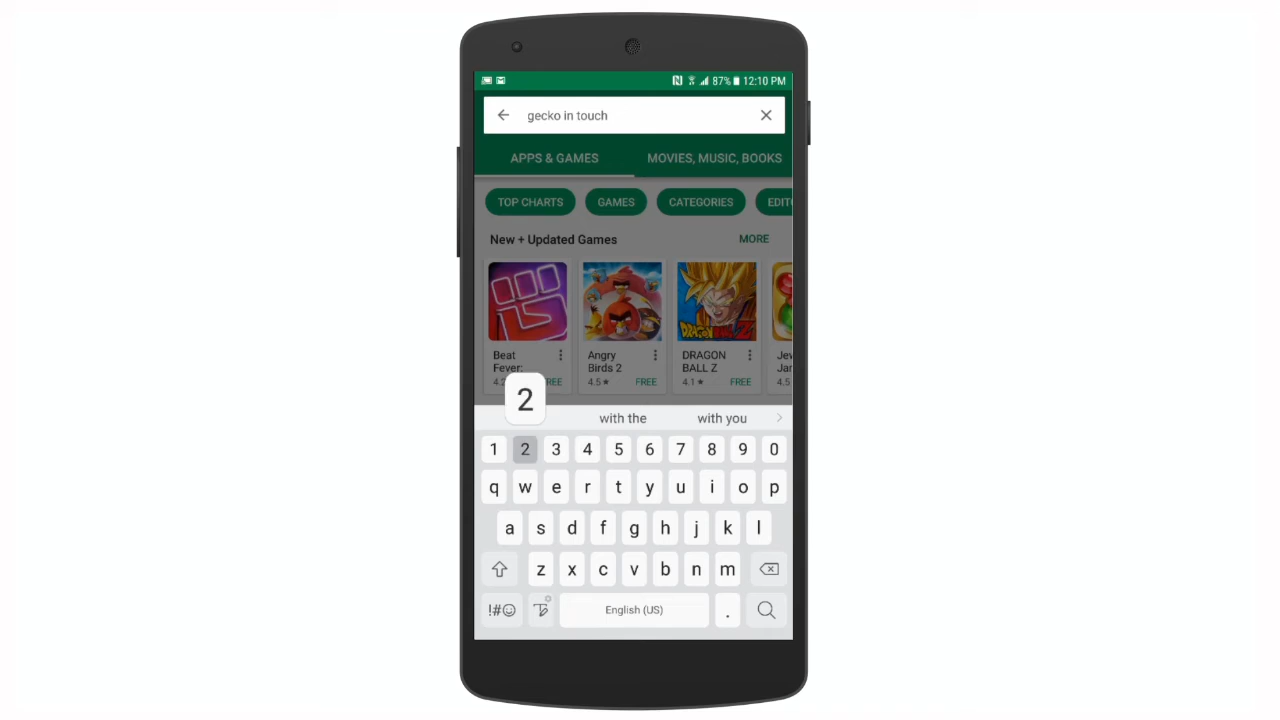 87% 12:10 PM
gecko in touch
APPS & GAMES MOVIES, MUSIC, BOOKS
TOP CHARTS GAMES CATEGORIES EDIT
New + Updated Games MORE
DRAGON BALL Z
Beat Fever: Angry Birds 2 DRAGON BALL Z Jew
4.5 FREE 4.1 FREE 4.5
2
with the with you
1 2 3 4 5 6 7 8 9 0
q w e r t y u i o p
a s d f g h j k l
z x c v b n m
!#☺ English (US) .